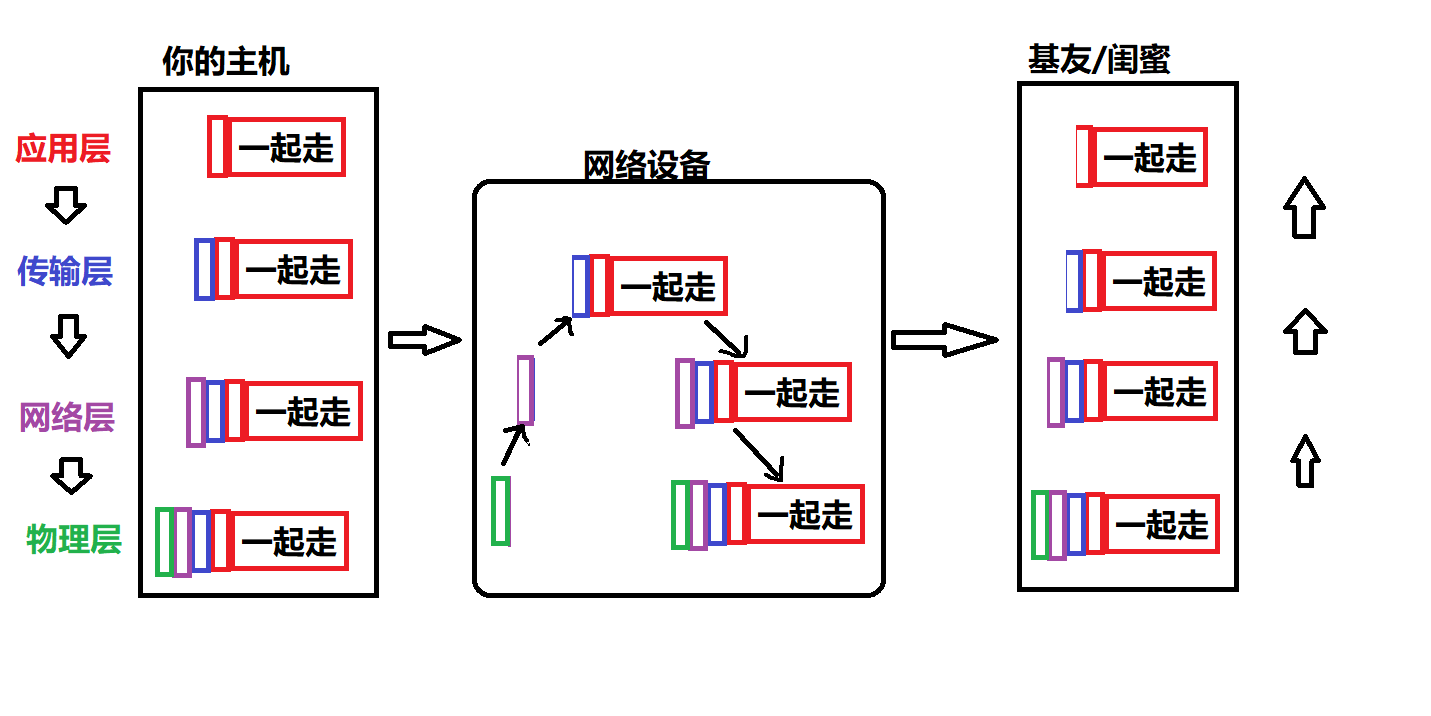 你的主机
应用层
传输层
网络层
物理层
一起走
一起走
一起走
一起走
网络设备
一起走
一起走
一起走
基友/闺蜜
一起走
一起走
一起走
一起走